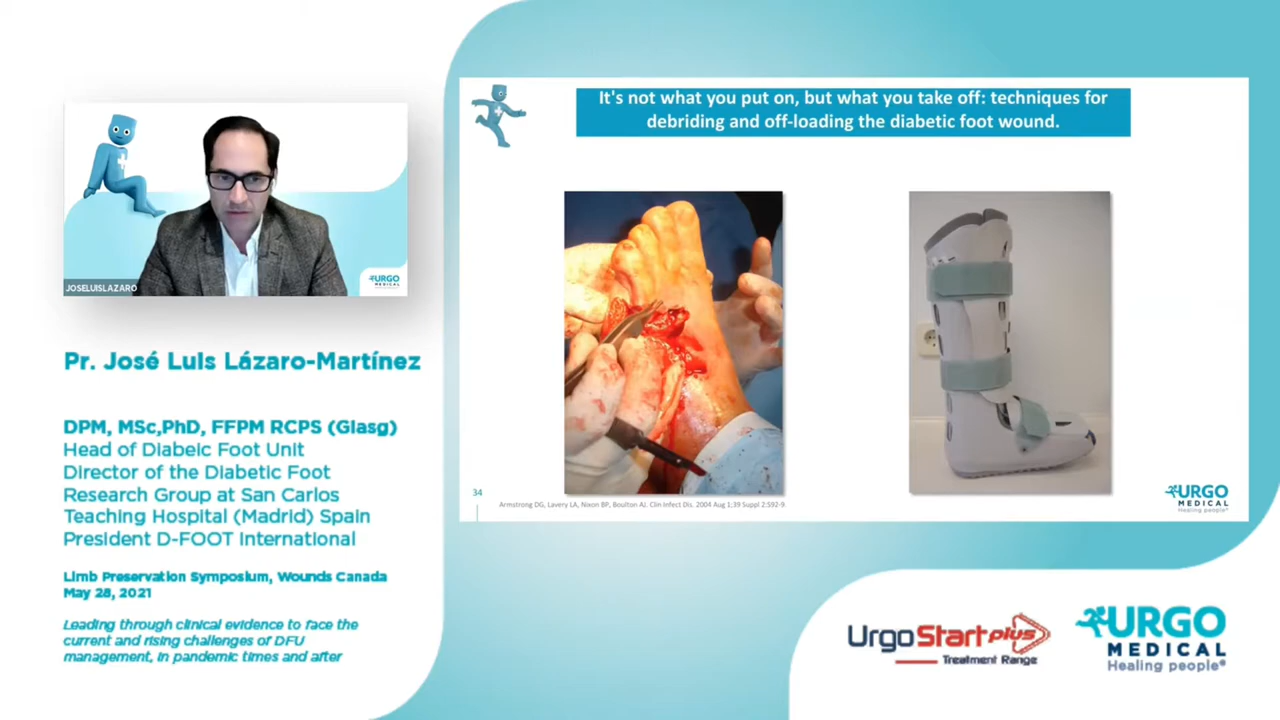 It's not what you put on, but what you take off: techniques for
debriding and off-loading the diabetic foot wound.
JOSELUISLAZARO
URGO
MEDICAL
Pr. José Luis Lázaro-Martínez
DPM, MSc,PhD, FFPM RCPS (Glasg)
Head of Diabeic Foot Unit
Director of the Diabetic Foot
Research Group at San Carlos
Teaching Hospital (Madrid) Spain
President D-FOOT International
Limb Preservation Symposium, Wounds Canada
May 28, 2021
Leading through clinical evidence to face the
current and rising challenges of DFU
management, in pandemic times and after
34
Armstrong DG, Lavery LA, Nixon BP, Boulton AJ. Clin Infect Dis. 2004 Aug 1;39 Suppl 2:S92-9
URGO
MEDICAL
Healing people®
UrgoStart plus
Treatment Range
URGO
MEDICAL
Healing people®